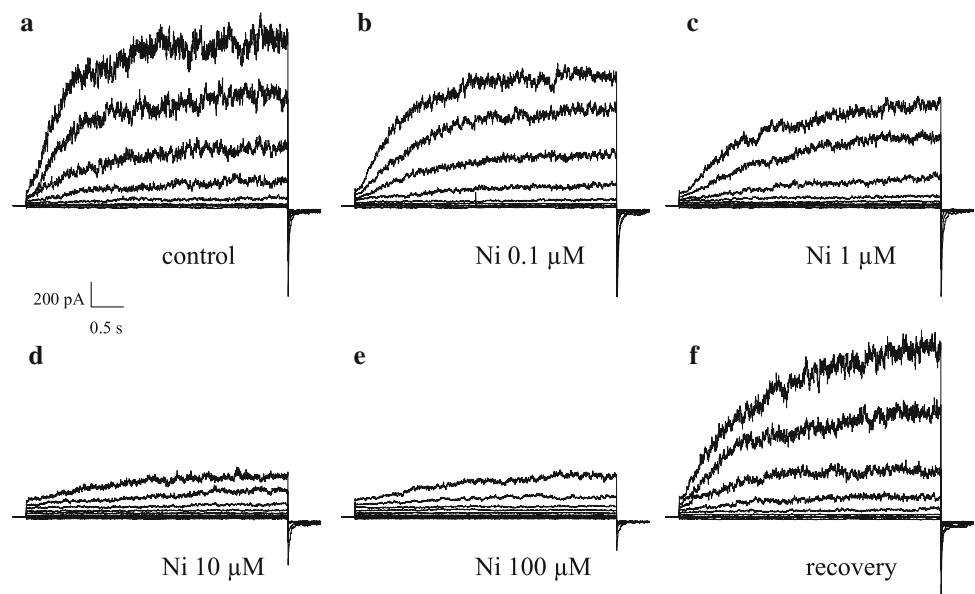 a
b
c
control
Ni 0.1 µM
Ni 1 µM
200 pA
0.5 s
d
e
f
Ni 10 µM
Ni 100 µM
recovery